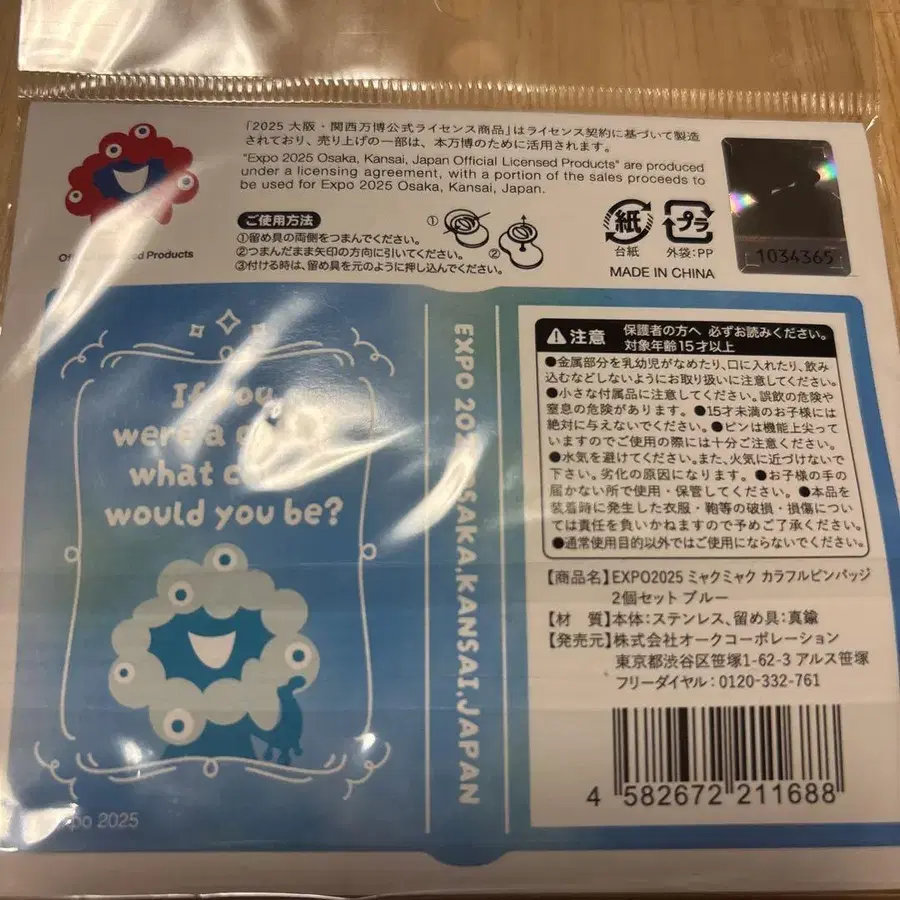 「2025 大阪・関西万博公式ライセンス商品」はライセンス契約に基づいて製造
されており、売り上げの一部は、本万博のために活用されます。
"Expo 2025 Osaka, Kansai, Japan Official Licensed Products" are produced
under a licensing agreement, with a portion of the sales proceeds to
be used for Expo 2025 Osaka, Kansai, Japan.
Products
ご使用方法
①留め具の両側をつまんでください。
②つまんだまま矢印の方向に引いてください。
③付ける時は、留め具を元のように押し込んでください。
①
②
紙
台紙
プラ
外袋:PP
MADE IN CHINA
1034365
If you
were a
what
would you be?
Expo 2025
EXPO 2025 OSAKA,KANSAI,JAPAN
注意
保護者の方へ 必ずお読みください。
対象年齢15才以上
●金属部分を乳幼児がなめたり、口に入れたり、飲み
込むなどしないようにお取り扱いに注意してください。
●小さな付属品に注意してください。誤飲の危険や
窒息の危険があります。●15才未満のお子様には
絶対に与えないでください。●ピンは機能上尖って
いますのでご使用の際には十分ご注意ください。
●水気を避けてください。また、火気に近づけないで
下さい。劣化の原因になります。●お子様の手の
届かない所で使用・保管してください。●本品を
装着時に発生した衣服・鞄等の破損・損傷につい
ては責任を負いかねますので予めご了承ください。
●通常使用目的以外ではご使用にならないでください。
【商品名】EXPO2025 ミャクミャク カラフルピンバッジ
2個セット ブルー
【材 質】本体:ステンレス、留め具:真鍮
【発売元】株式会社オークコーポレーション
東京都渋谷区笹塚1-62-3 アルス笹塚
フリーダイヤル:0120-332-761
4 582672 211688